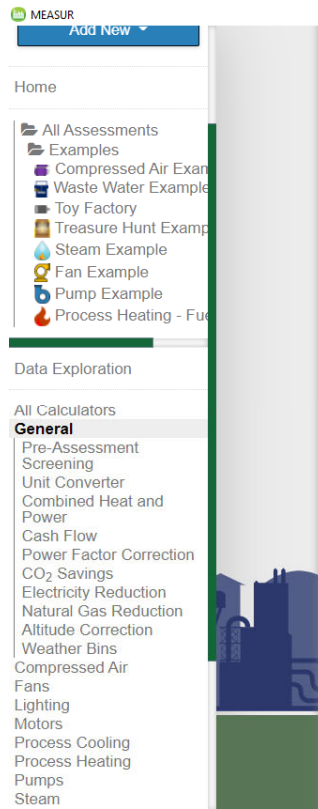 MEASUR
Add New
Home
All Assessments
Examples
Compressed Air Exam
Waste Water Example
Toy Factory
Treasure Hunt Examp
Steam Example
Fan Example
Pump Example
Process Heating - Fue
Data Exploration
All Calculators
General
Pre-Assessment
Screening
Unit Converter
Combined Heat and
Power
Cash Flow
Power Factor Correction
CO₂ Savings
Electricity Reduction
Natural Gas Reduction
Altitude Correction
Weather Bins
Compressed Air
Fans
Lighting
Motors
Process Cooling
Process Heating
Pumps
Steam